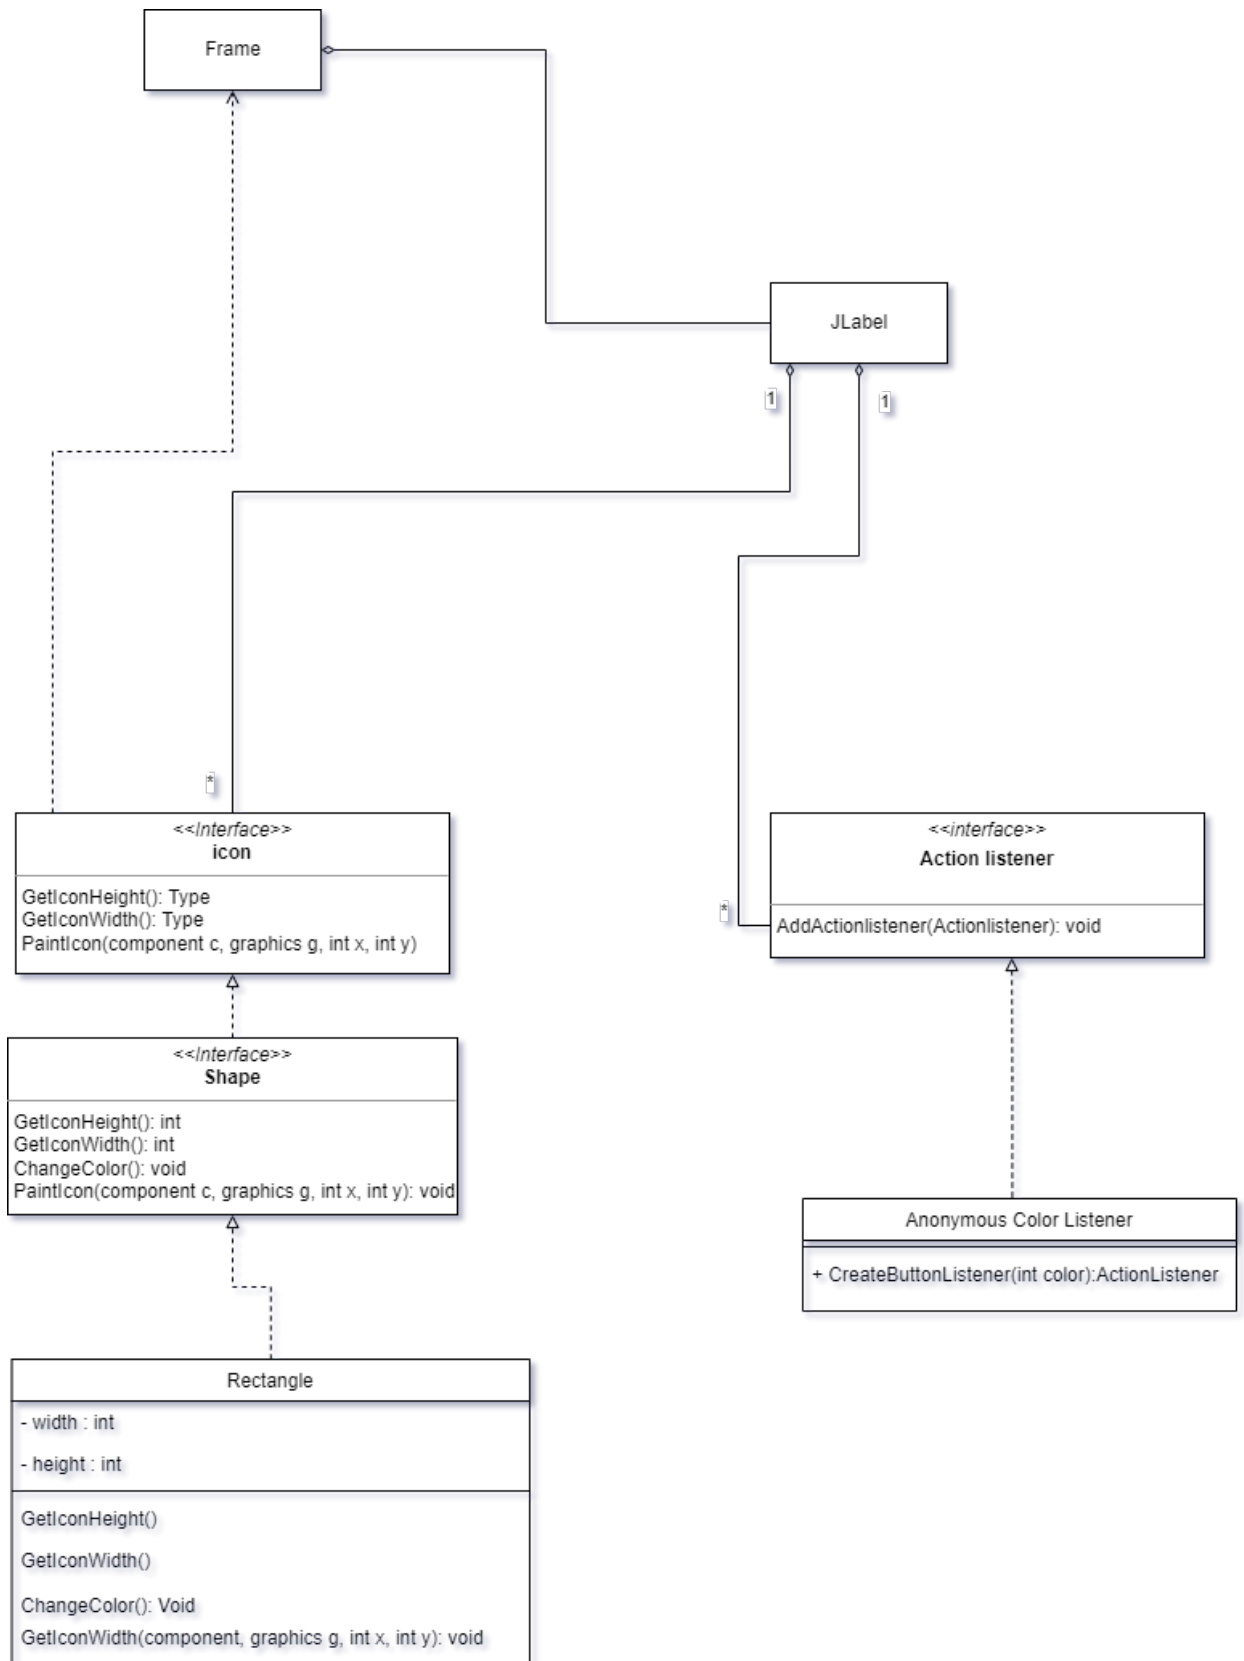 Frame
JLabel
1
1
*
<<Interface>>
icon
GetIconHeight(): Type
GetIconWidth(): Type
PaintIcon(component c, graphics g, int x, int y)
<<interface>>
Action listener
*
AddActionlistener(Actionlistener): void
<<Interface>>
Shape
GetIconHeight(): int
GetIconWidth(): int
ChangeColor(): void
PaintIcon(component c, graphics g, int x, int y): void
Anonymous Color Listener
+ CreateButtonListener(int color):ActionListener
Rectangle
- width : int
- height : int
GetIconHeight()
GetIconWidth()
ChangeColor(): Void
GetIconWidth(component, graphics g, int x, int y): void